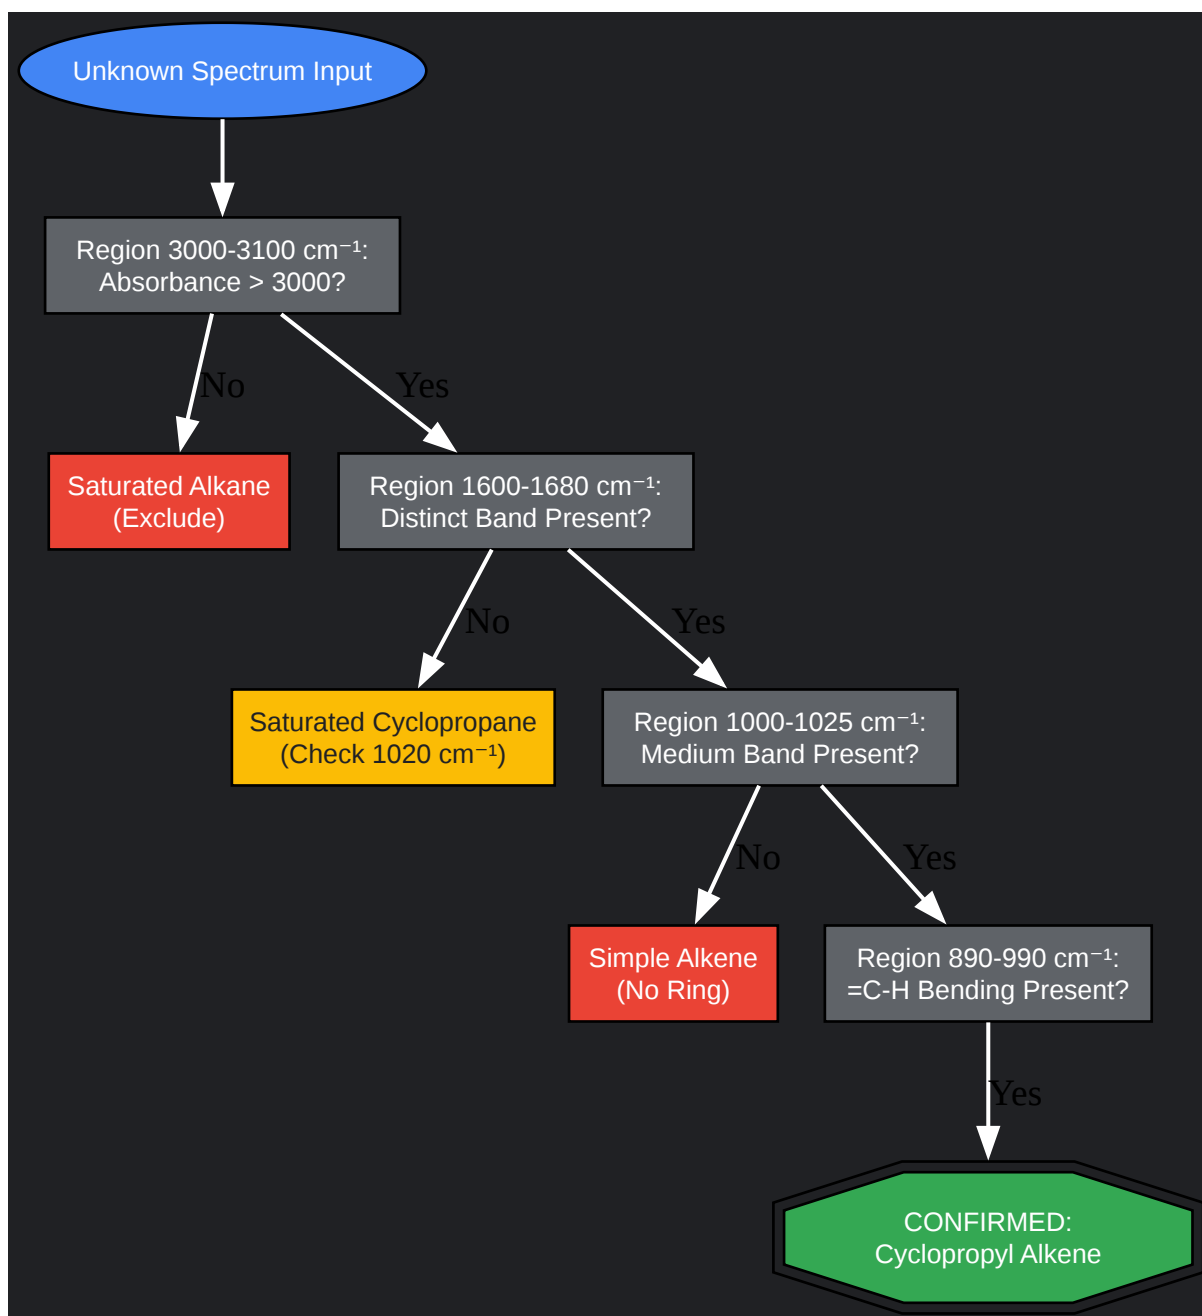 Unknown Spectrum Input
Region 3000-3100 cm⁻¹:
Absorbance > 3000?
No
Yes
Saturated Alkane
(Exclude)
Region 1600-1680 cm⁻¹:
Distinct Band Present?
No
Yes
Saturated Cyclopropane
(Check 1020 cm⁻¹)
Region 1000-1025 cm⁻¹:
Medium Band Present?
No
Yes
Simple Alkene
(No Ring)
Region 890-990 cm⁻¹:
=C-H Bending Present?
Yes
CONFIRMED:
Cyclopropyl Alkene